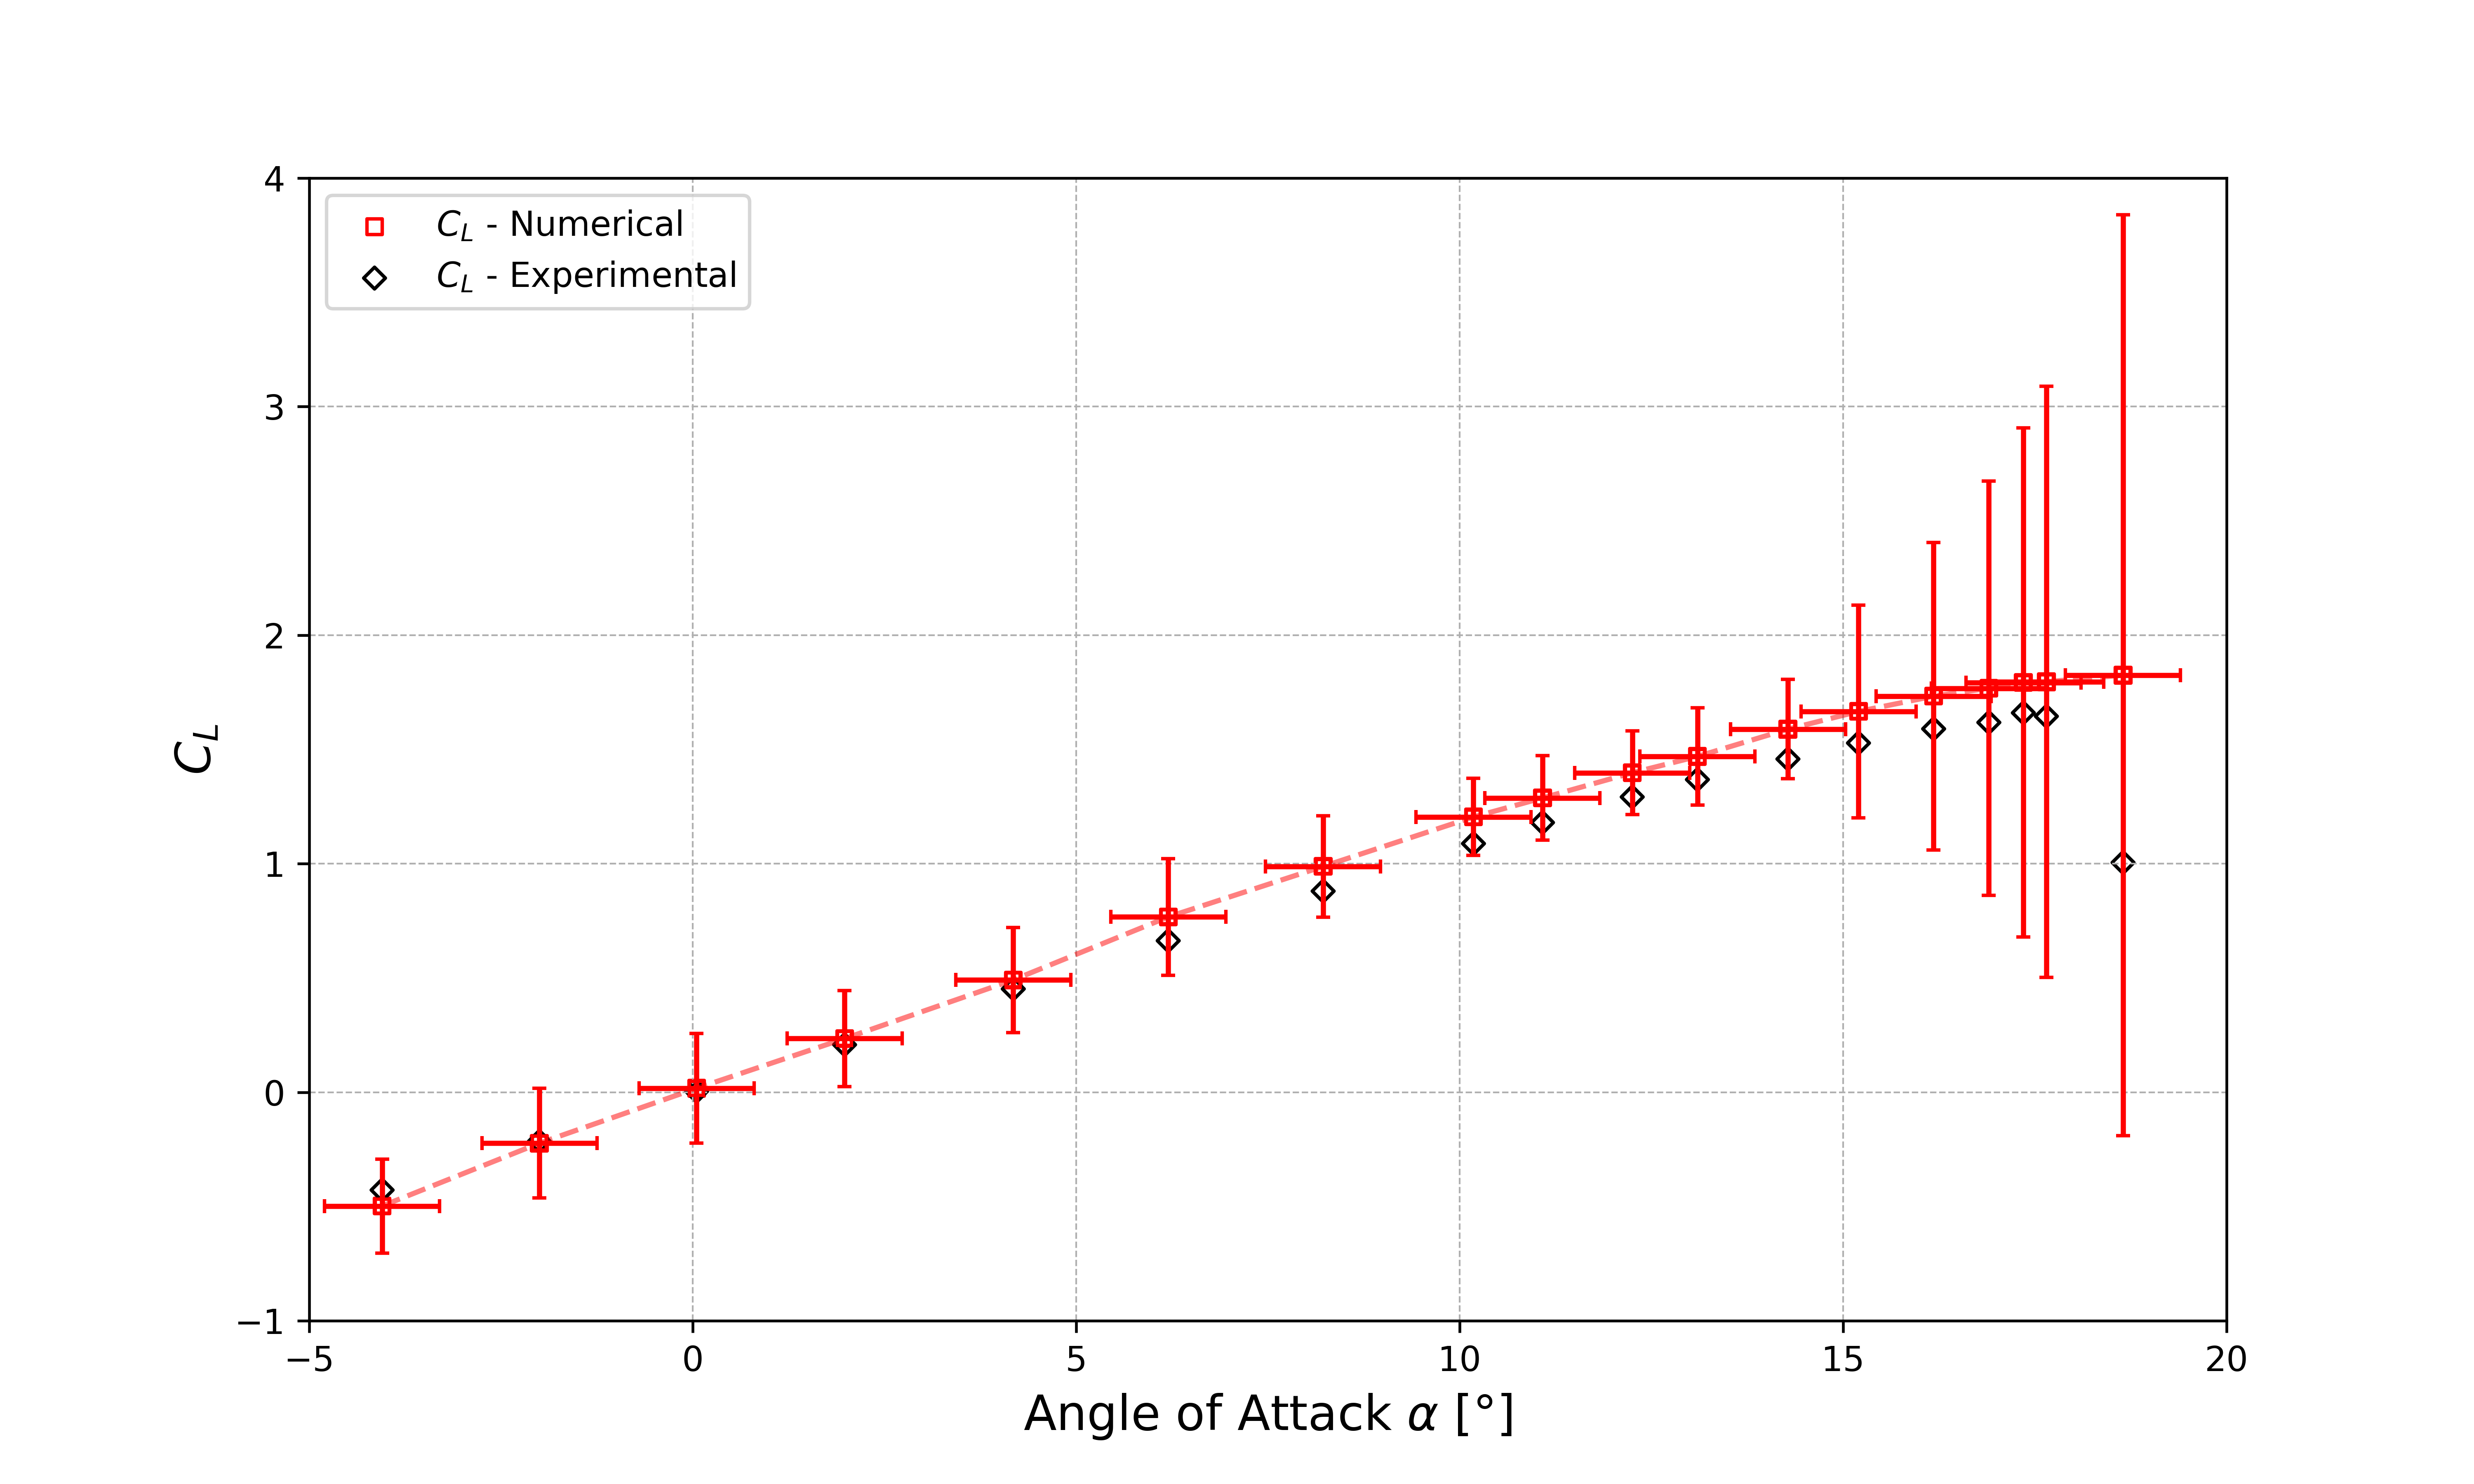 4
3
2
1
0
−1
C_L
C_L - Numerical
C_L - Experimental
−5 0 5 10 15 20
Angle of Attack α [°]